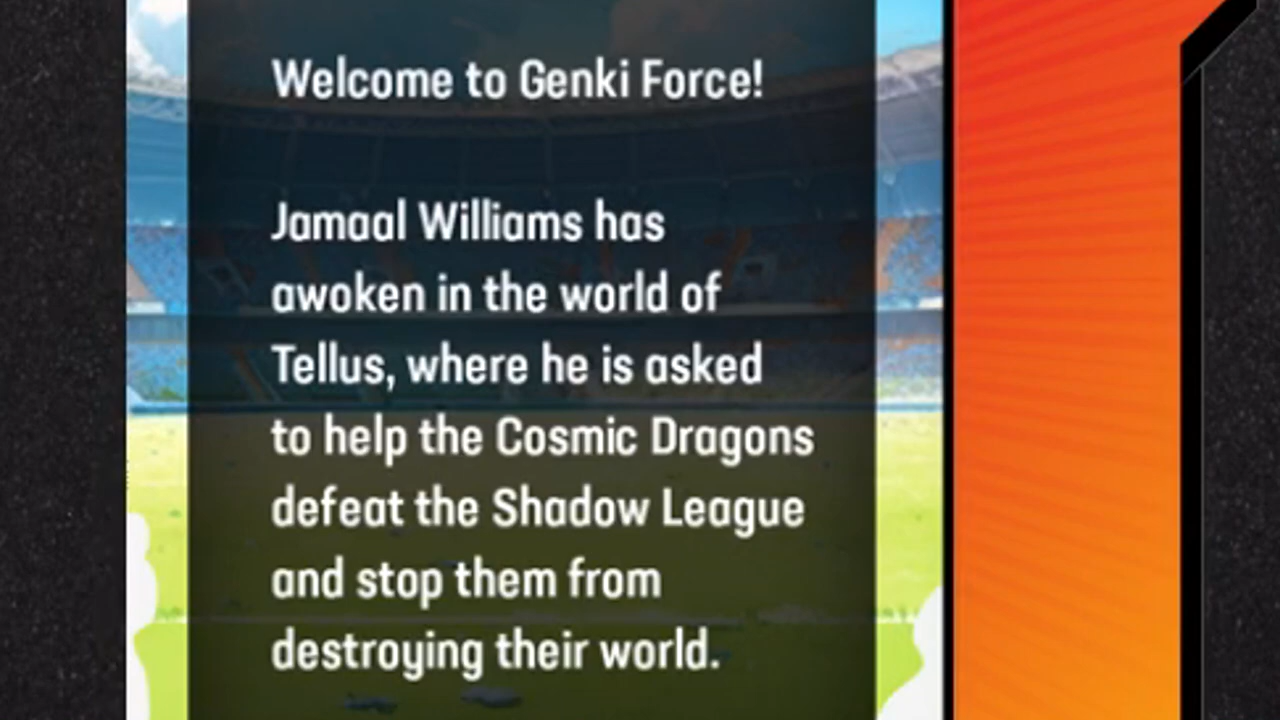 Welcome to Genki Force!
Jamaal Williams has
awoken in the world of
Tellus, where he is asked
to help the Cosmic Dragons
defeat the Shadow League
and stop them from
destroying their world.